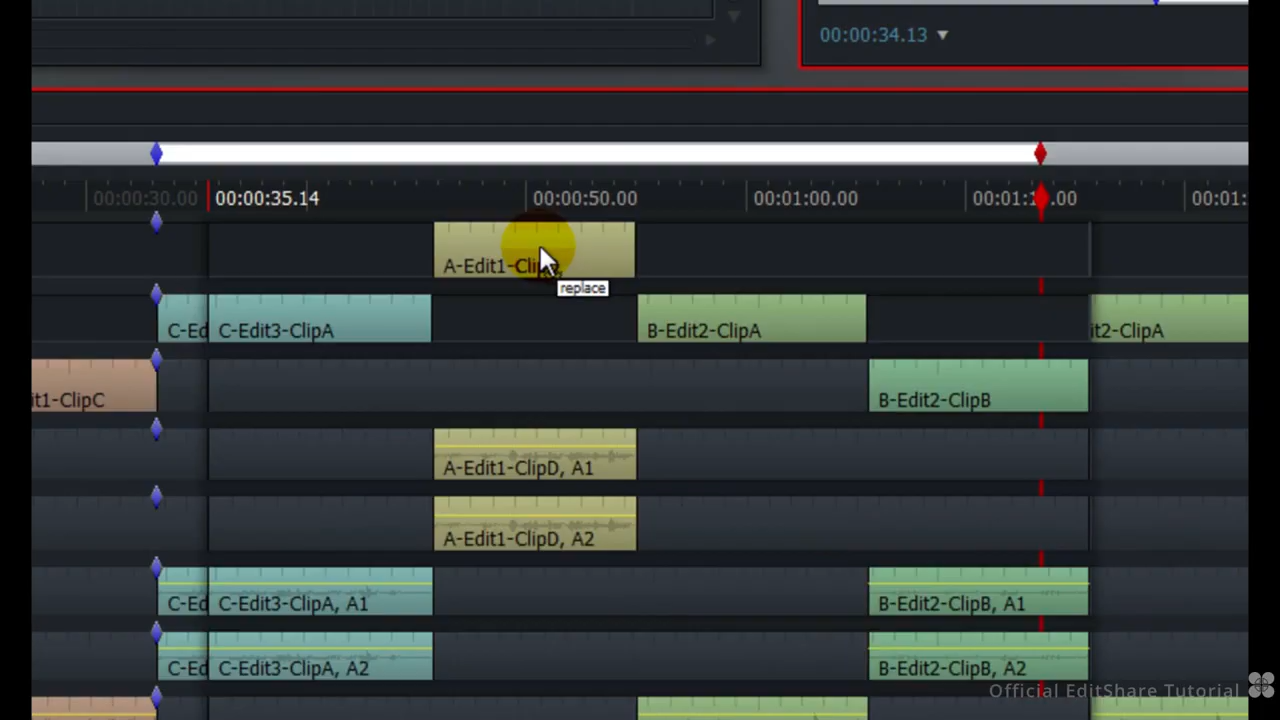 00:00:34.13
00:00:30.00 00:00:35.14 00:00:50.00 00:01:00.00 00:01:1 .00 00:01:
A-Edit1-Clip
replace
C-Ed C-Edit3-ClipA B-Edit2-ClipA it2-ClipA
it1-ClipC B-Edit2-ClipB
A-Edit1-ClipD, A1
A-Edit1-ClipD, A2
C-Ed C-Edit3-ClipA, A1 B-Edit2-ClipB, A1
C-Ed C-Edit3-ClipA, A2 B-Edit2-ClipB, A2
Official EditShare Tutorial